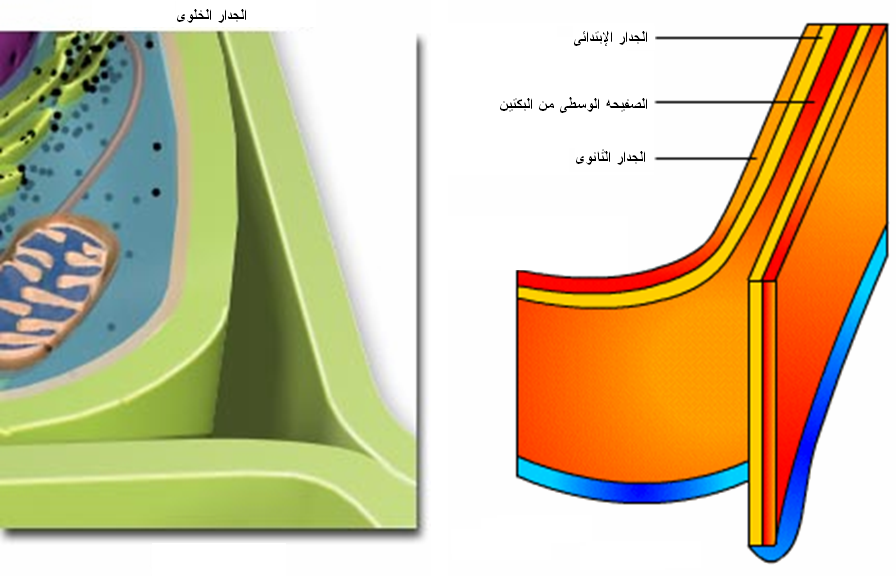 الجدار الخلوى
الجدار الإبتدائى
الصفيحه الوسطى من البكتين
الجدار الثانوى